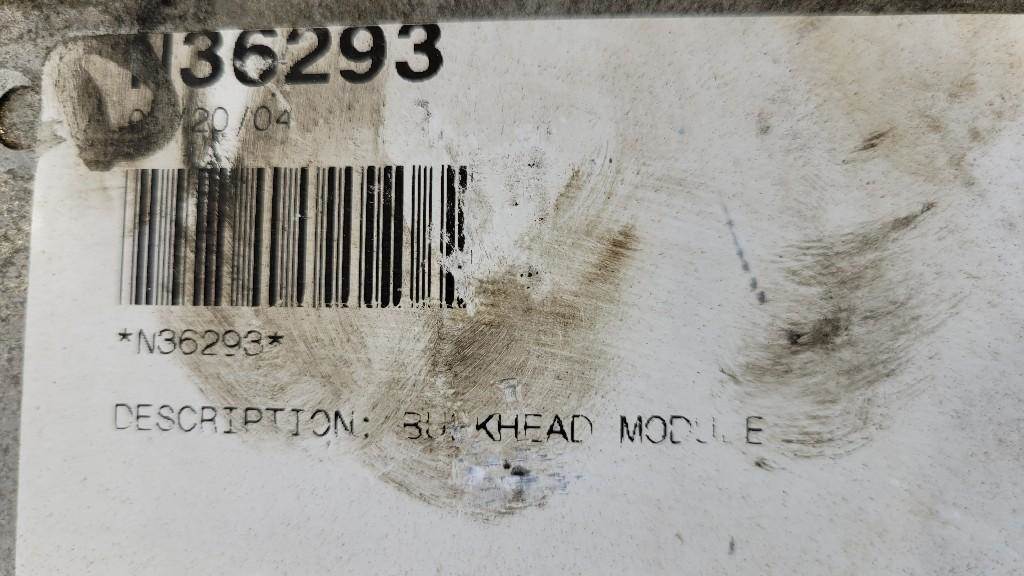 N36293
20/04
*N36293*
DESCRIPTION: BULKHEAD MODULE